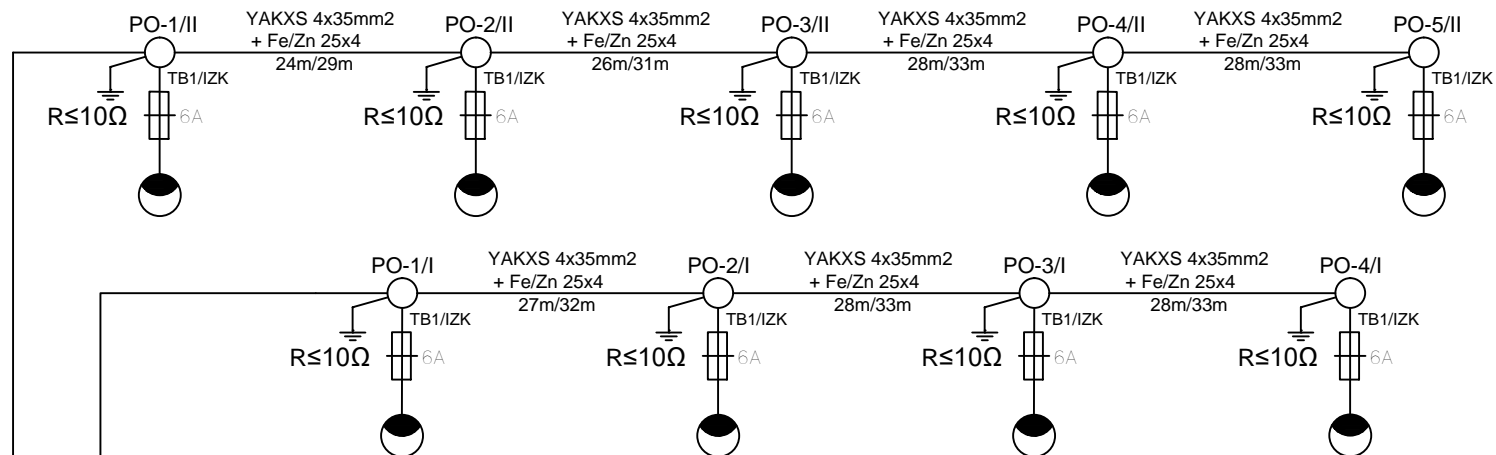 PO-1/II
YAKXS 4x35mm2
+ Fe/Zn 25x4
24m/29m
PO-2/II
YAKXS 4x35mm2
+ Fe/Zn 25x4
26m/31m
PO-3/II
YAKXS 4x35mm2
+ Fe/Zn 25x4
28m/33m
PO-4/II
YAKXS 4x35mm2
+ Fe/Zn 25x4
28m/33m
PO-5/II
TB1/IZK
R≤10Ω
6A
TB1/IZK
R≤10Ω
6A
TB1/IZK
R≤10Ω
6A
TB1/IZK
R≤10Ω
6A
TB1/IZK
R≤10Ω
6A
PO-1/I
YAKXS 4x35mm2
+ Fe/Zn 25x4
27m/32m
PO-2/I
YAKXS 4x35mm2
+ Fe/Zn 25x4
28m/33m
PO-3/I
YAKXS 4x35mm2
+ Fe/Zn 25x4
28m/33m
PO-4/I
TB1/IZK
R≤10Ω
6A
TB1/IZK
R≤10Ω
6A
TB1/IZK
R≤10Ω
6A
TB1/IZK
R≤10Ω
6A